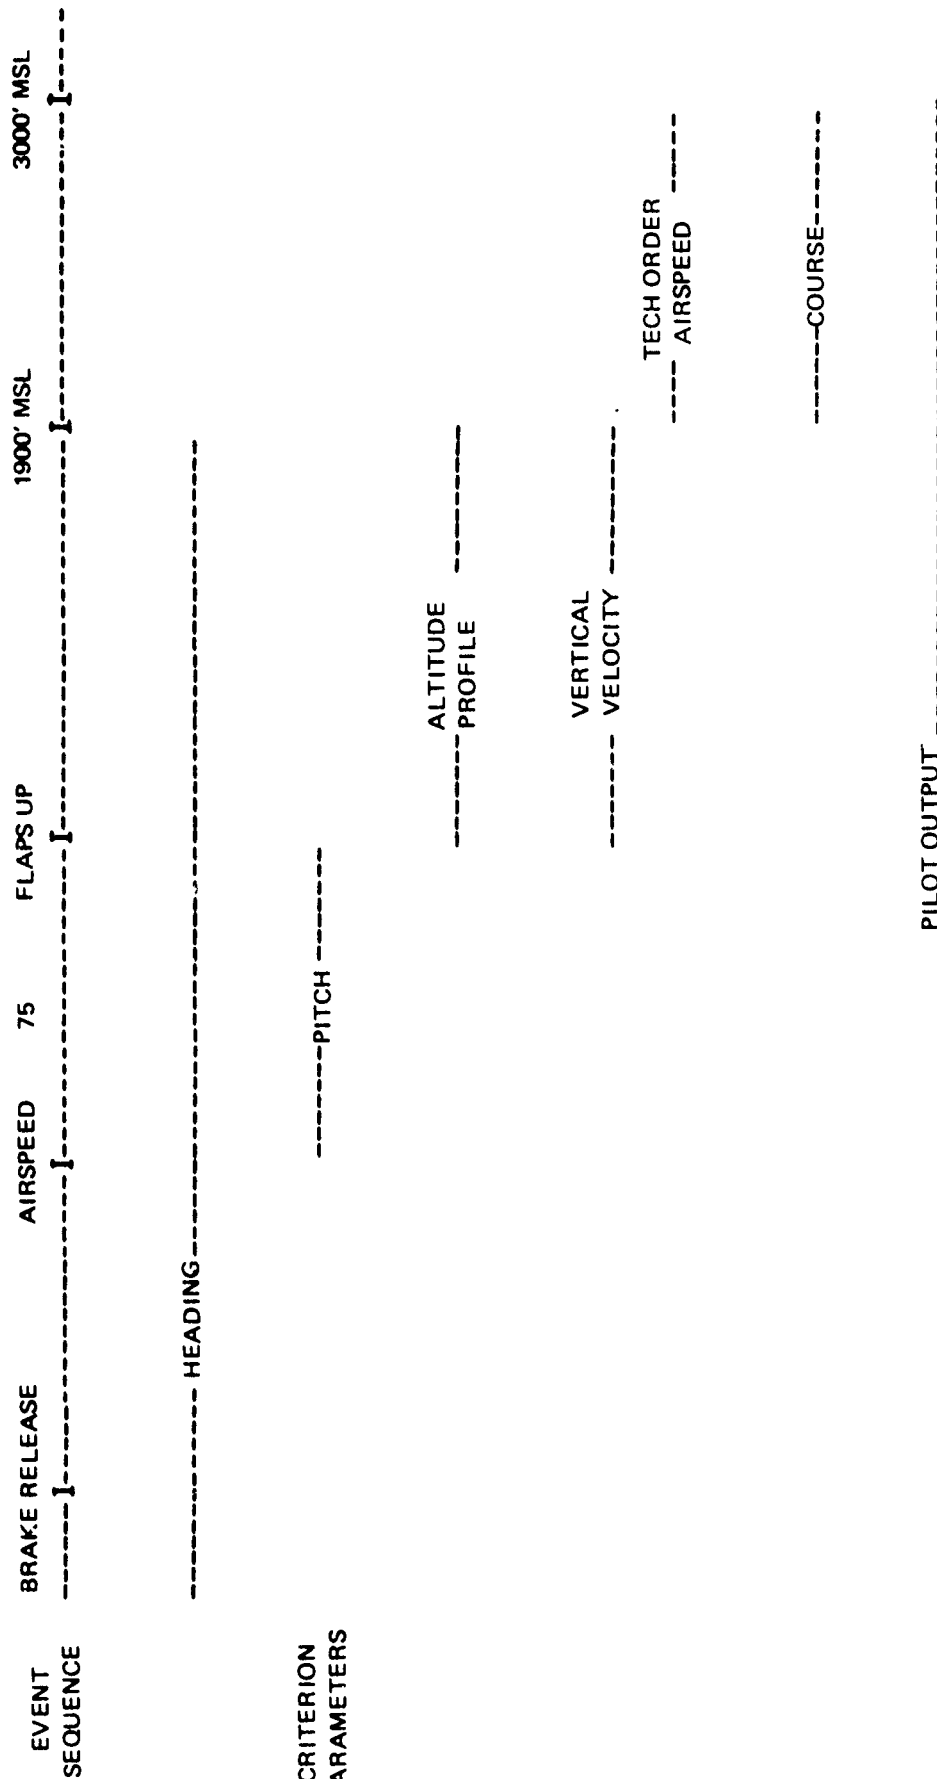 BRAKE RELEASE AIRSPEED 75 FLAPS UP 1900' MSL 3000' MSL
EVENT
SEQUENCE
HEADING
CRITERION
ARAMETERS
PITCH
ALTITUDE
PROFILE
VERTICAL
VELOCITY
TECH ORDER
AIRSPEED
COURSE
PILOT OUTPUT